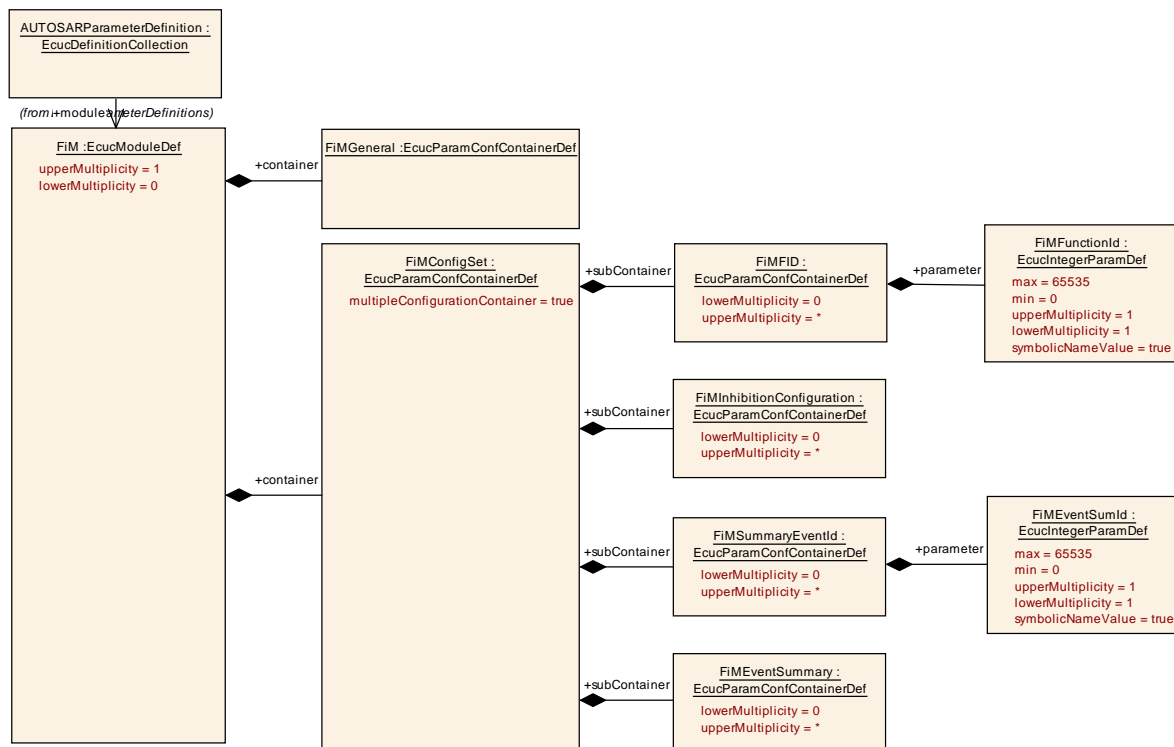 AUTOSARParameterDefinition :
EcucDefinitionCollection
+module
FiM :EcucModuleDef
upperMultiplicity = 1
lowerMultiplicity = 0
+container
FiMGeneral :EcucParamConfContainerDef
+container
FiMConfigSet :
EcucParamConfContainerDef
multipleConfigurationContainer = true
+subContainer
FiMFID :
EcucParamConfContainerDef
lowerMultiplicity = 0
upperMultiplicity = *
+parameter
FiMFunctionId :
EcucIntegerParamDef
max = 65535
min = 0
upperMultiplicity = 1
lowerMultiplicity = 1
symbolicNameValue = true
+subContainer
FiMInhibitionConfiguration :
EcucParamConfContainerDef
lowerMultiplicity = 0
upperMultiplicity = *
+subContainer
FiMSummaryEventId :
EcucParamConfContainerDef
lowerMultiplicity = 0
upperMultiplicity = *
+parameter
FiMEventSumId :
EcucIntegerParamDef
max = 65535
min = 0
upperMultiplicity = 1
lowerMultiplicity = 1
symbolicNameValue = true
+subContainer
FiMEventSummary :
EcucParamConfContainerDef
lowerMultiplicity = 0
upperMultiplicity = *